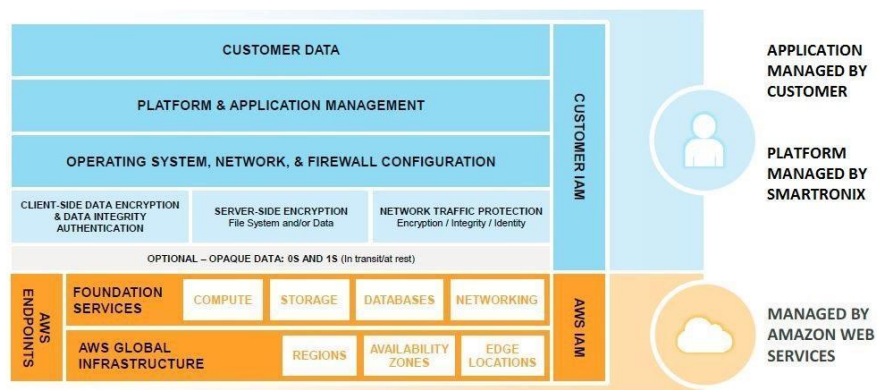 CUSTOMER DATA
PLATFORM & APPLICATION MANAGEMENT
OPERATING SYSTEM, NETWORK, & FIREWALL CONFIGURATION
CLIENT-SIDE DATA ENCRYPTION
& DATA INTEGRITY
AUTHENTICATION
SERVER-SIDE ENCRYPTION
File System and/or Data
NETWORK TRAFFIC PROTECTION
Encryption / Integrity / Identity
OPTIONAL – OPAQUE DATA: 0S AND 1S (In transit/at rest)
CUSTOMER IAM
APPLICATION
MANAGED BY
CUSTOMER
PLATFORM
MANAGED BY
SMARTRONIX
AWS
ENDPOINTS
FOUNDATION
SERVICES
COMPUTE
STORAGE
DATABASES
NETWORKING
AWS GLOBAL
INFRASTRUCTURE
REGIONS
AVAILABILITY
ZONES
EDGE
LOCATIONS
AWS IAM
MANAGED BY
AMAZON WEB
SERVICES